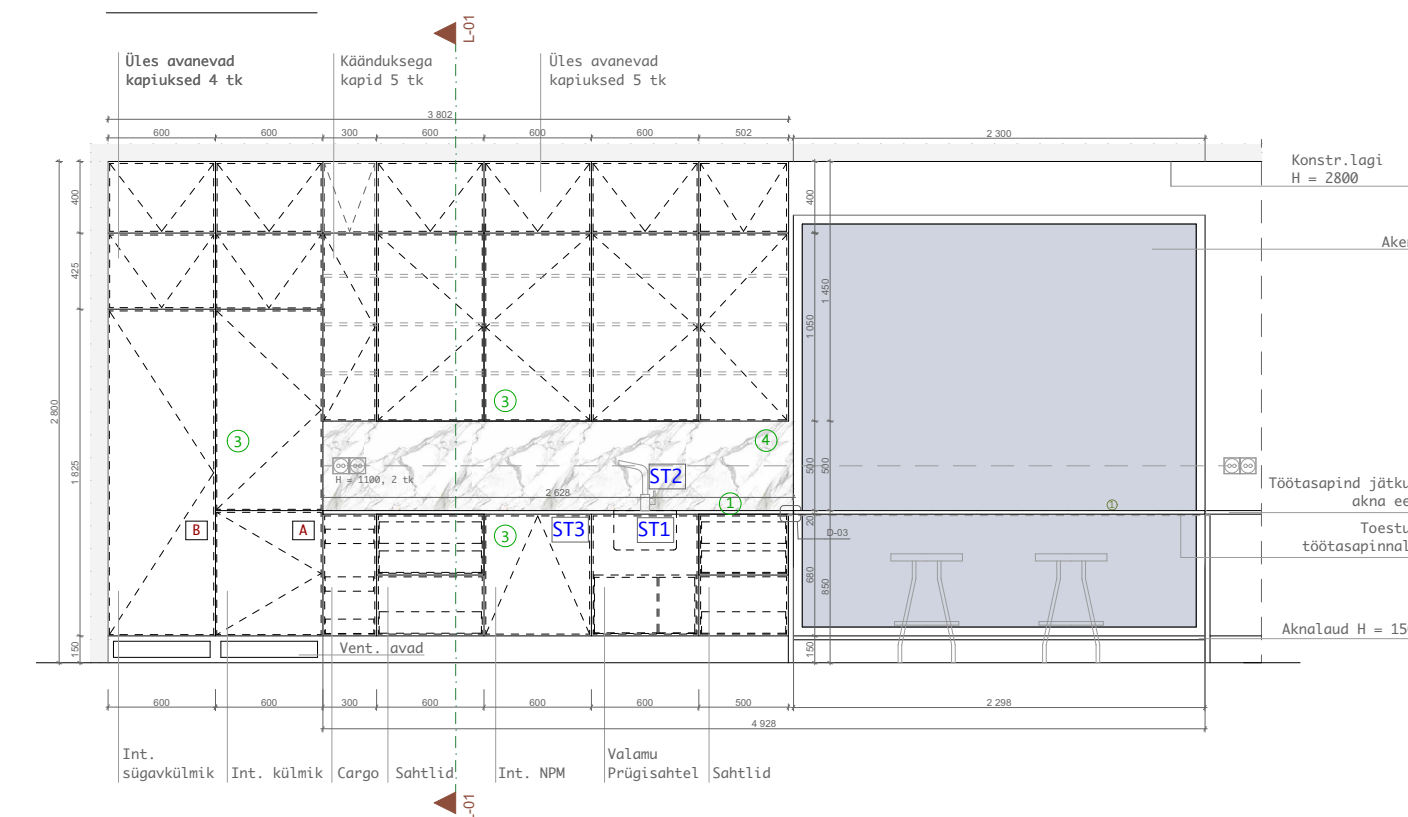 L-01
Üles avanevad
kapiuksed 4 tk
Käänduksega
kapid 5 tk
Üles avanevad
kapiuksed 5 tk
3 802
600
600
300
600
600
600
502
2 300
Konstr.lagi
H = 2800
Aken
400
425
1 825
150
2 800
400
1 050
1 450
500
500
20
680
850
150
3
3
4
H = 1100, 2 tk
2 628
ST2
1
1
B
A
3
ST3
ST1
D-03
Töötasapind jätku
akna ee
Toestu
töötasapinnal
Aknalaud H = 150
Vent. avad
600
600
300
600
600
600
500
2 298
4 928
Int.
sügavkülmik
Int. külmik
Cargo
Sahtlid
Int. NPM
Valamu
Prügisahtel
Sahtlid
L-01